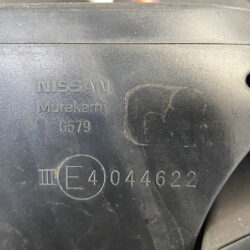 NISSAN
Murakami
G579
III E4 044622